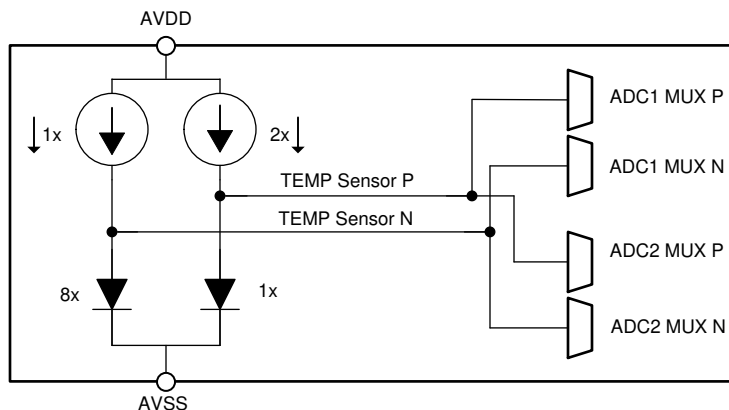 AVDD
ADC1 MUX P
1x
2x
ADC1 MUX N
TEMP Sensor P
TEMP Sensor N
ADC2 MUX P
8x
1x
ADC2 MUX N
AVSS